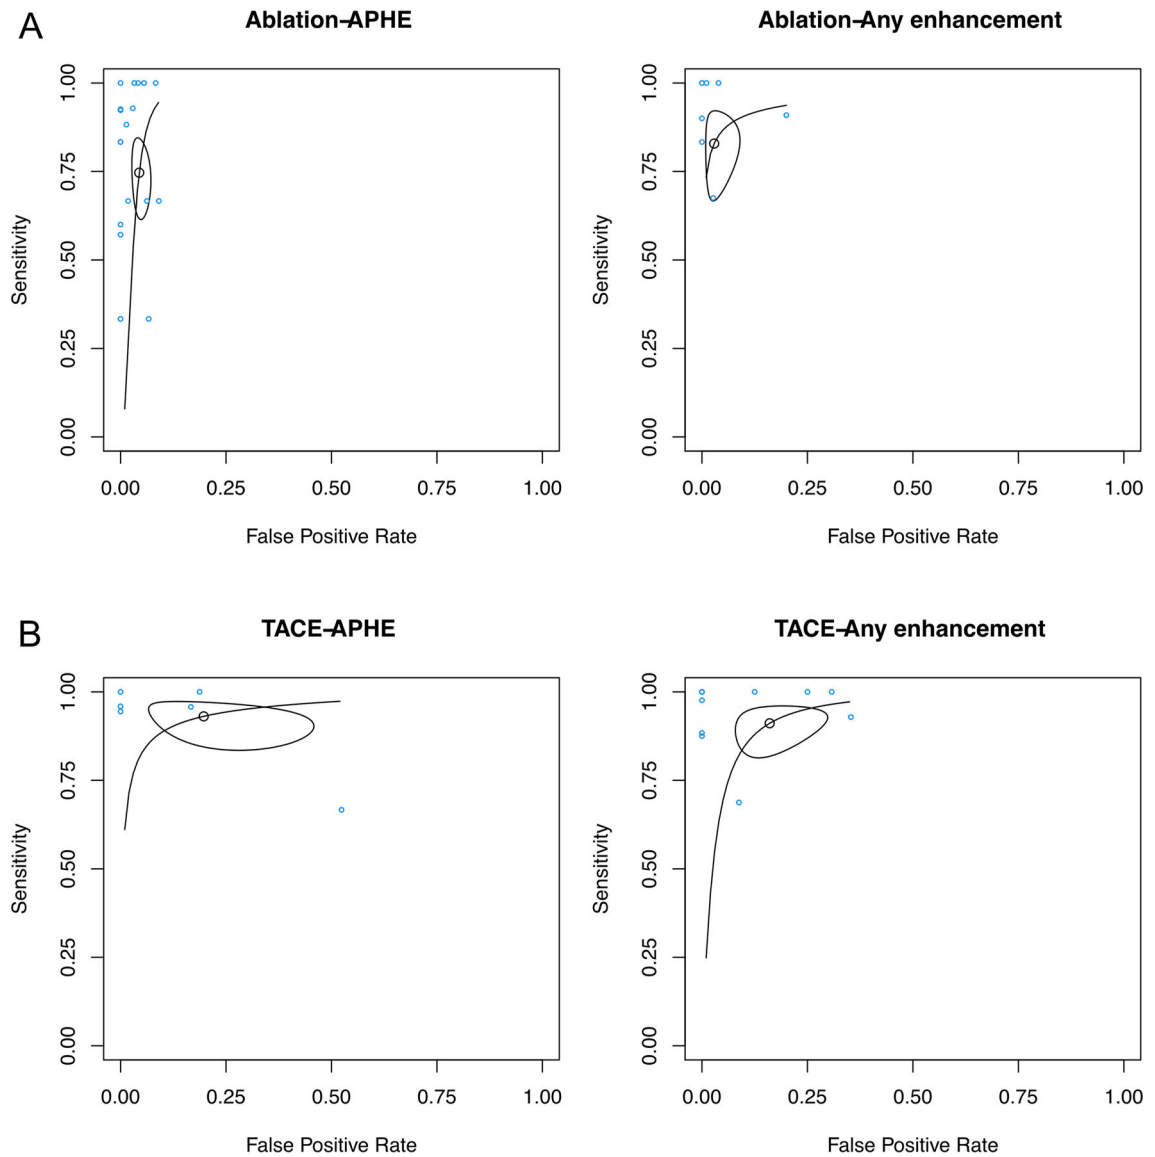 A
Ablation–APHE
Sensitivity
1.00
0.75
0.50
0.25
0.00
0.00 0.25 0.50 0.75 1.00
False Positive Rate
Ablation–Any enhancement
Sensitivity
1.00
0.75
0.50
0.25
0.00
0.00 0.25 0.50 0.75 1.00
False Positive Rate
B
TACE–APHE
Sensitivity
1.00
0.75
0.50
0.25
0.00
0.00 0.25 0.50 0.75 1.00
False Positive Rate
TACE–Any enhancement
Sensitivity
1.00
0.75
0.50
0.25
0.00
0.00 0.25 0.50 0.75 1.00
False Positive Rate